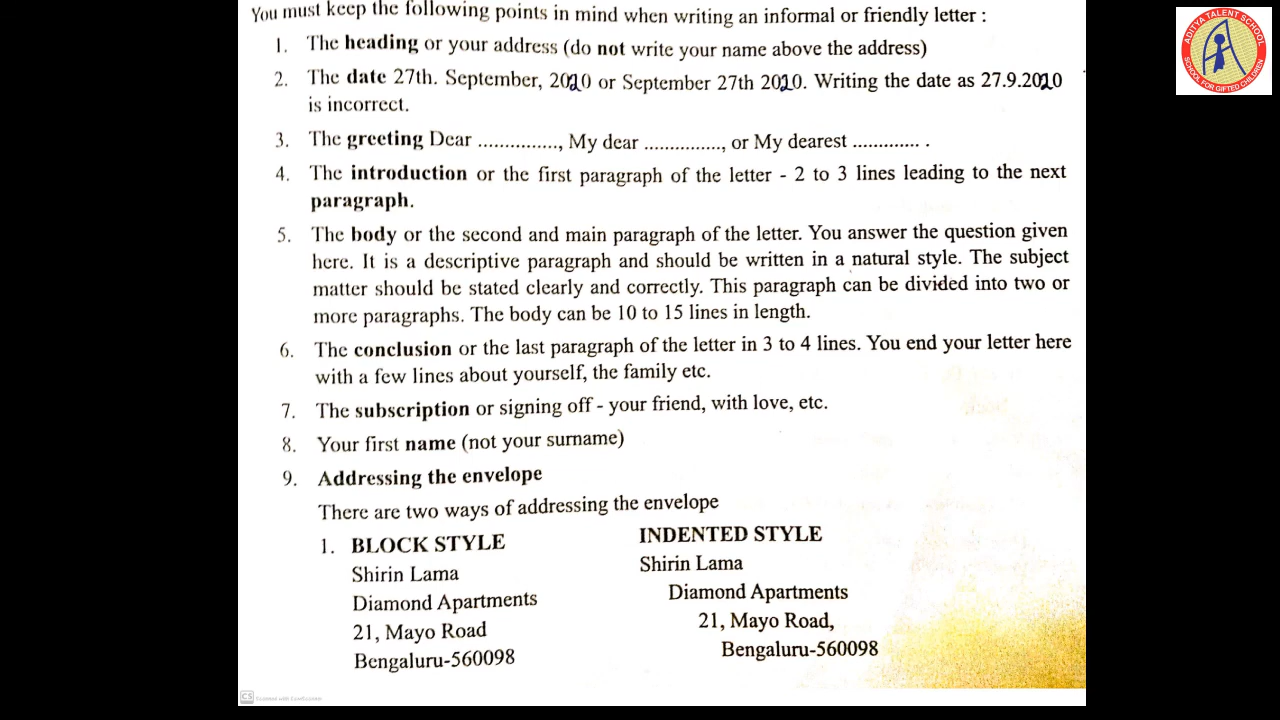 You must keep the following points in mind when writing an informal or friendly letter :
1. The heading or your address (do not write your name above the address)
2. The date 27th. September, 2020 or September 27th 2020. Writing the date as 27.9.2020
is incorrect.
3. The greeting Dear ..............., My dear ..............., or My dearest ............. .
4. The introduction or the first paragraph of the letter - 2 to 3 lines leading to the next
paragraph.
5. The body or the second and main paragraph of the letter. You answer the question given
here. It is a descriptive paragraph and should be written in a natural style. The subject
matter should be stated clearly and correctly. This paragraph can be divided into two or
more paragraphs. The body can be 10 to 15 lines in length.
6. The conclusion or the last paragraph of the letter in 3 to 4 lines. You end your letter here
with a few lines about yourself, the family etc.
7. The subscription or signing off - your friend, with love, etc.
8. Your first name (not your surname)
9. Addressing the envelope
There are two ways of addressing the envelope
1. BLOCK STYLE
Shirin Lama
Diamond Apartments
21, Mayo Road
Bengaluru-560098
INDENTED STYLE
Shirin Lama
Diamond Apartments
21, Mayo Road,
Bengaluru-560098
ADITYA TALENT SCHOOL
SCHOOL FOR GIFTED CHILDREN
CS Scanned with CamScanner